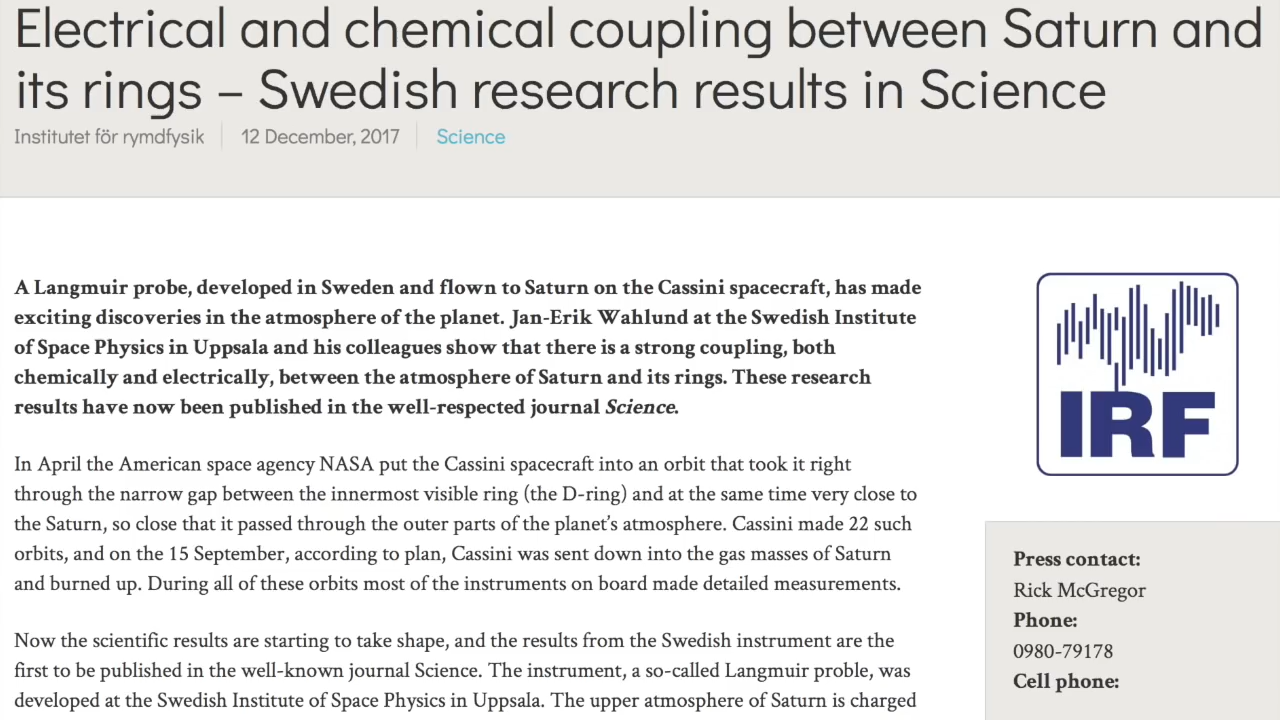 Electrical and chemical coupling between Saturn and
its rings – Swedish research results in Science
Institutet för rymdfysik
12 December, 2017
Science
A Langmuir probe, developed in Sweden and flown to Saturn on the Cassini spacecraft, has made
exciting discoveries in the atmosphere of the planet. Jan-Erik Wahlund at the Swedish Institute
of Space Physics in Uppsala and his colleagues show that there is a strong coupling, both
chemically and electrically, between the atmosphere of Saturn and its rings. These research
results have now been published in the well-respected journal Science.
In April the American space agency NASA put the Cassini spacecraft into an orbit that took it right
through the narrow gap between the innermost visible ring (the D-ring) and at the same time very close to
the Saturn, so close that it passed through the outer parts of the planet’s atmosphere. Cassini made 22 such
orbits, and on the 15 September, according to plan, Cassini was sent down into the gas masses of Saturn
and burned up. During all of these orbits most of the instruments on board made detailed measurements.
Now the scientific results are starting to take shape, and the results from the Swedish instrument are the
first to be published in the well-known journal Science. The instrument, a so-called Langmuir proble, was
developed at the Swedish Institute of Space Physics in Uppsala. The upper atmosphere of Saturn is charged
IRF
Press contact:
Rick McGregor
Phone:
0980-79178
Cell phone: